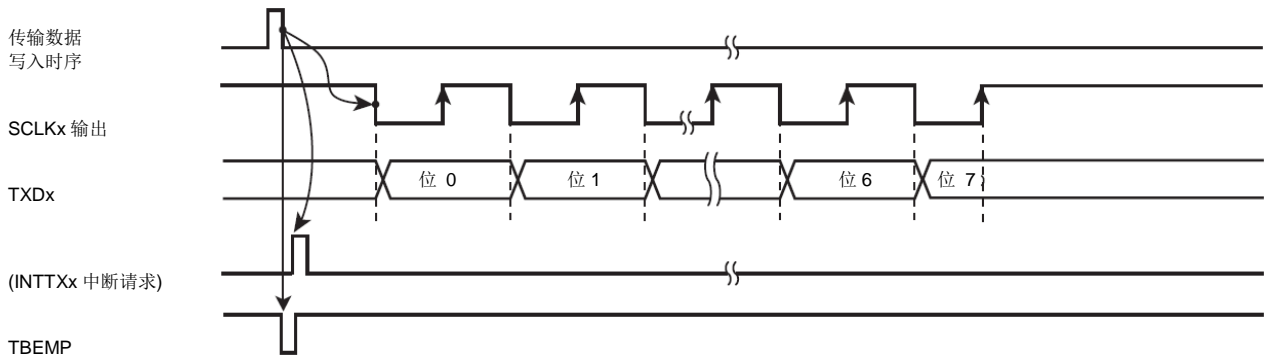 传输数据
写入时序
SCLKx 输出
TXDx
位 0
位 1
位 6
位 7
(INTTXx 中断请求)
TBEMP